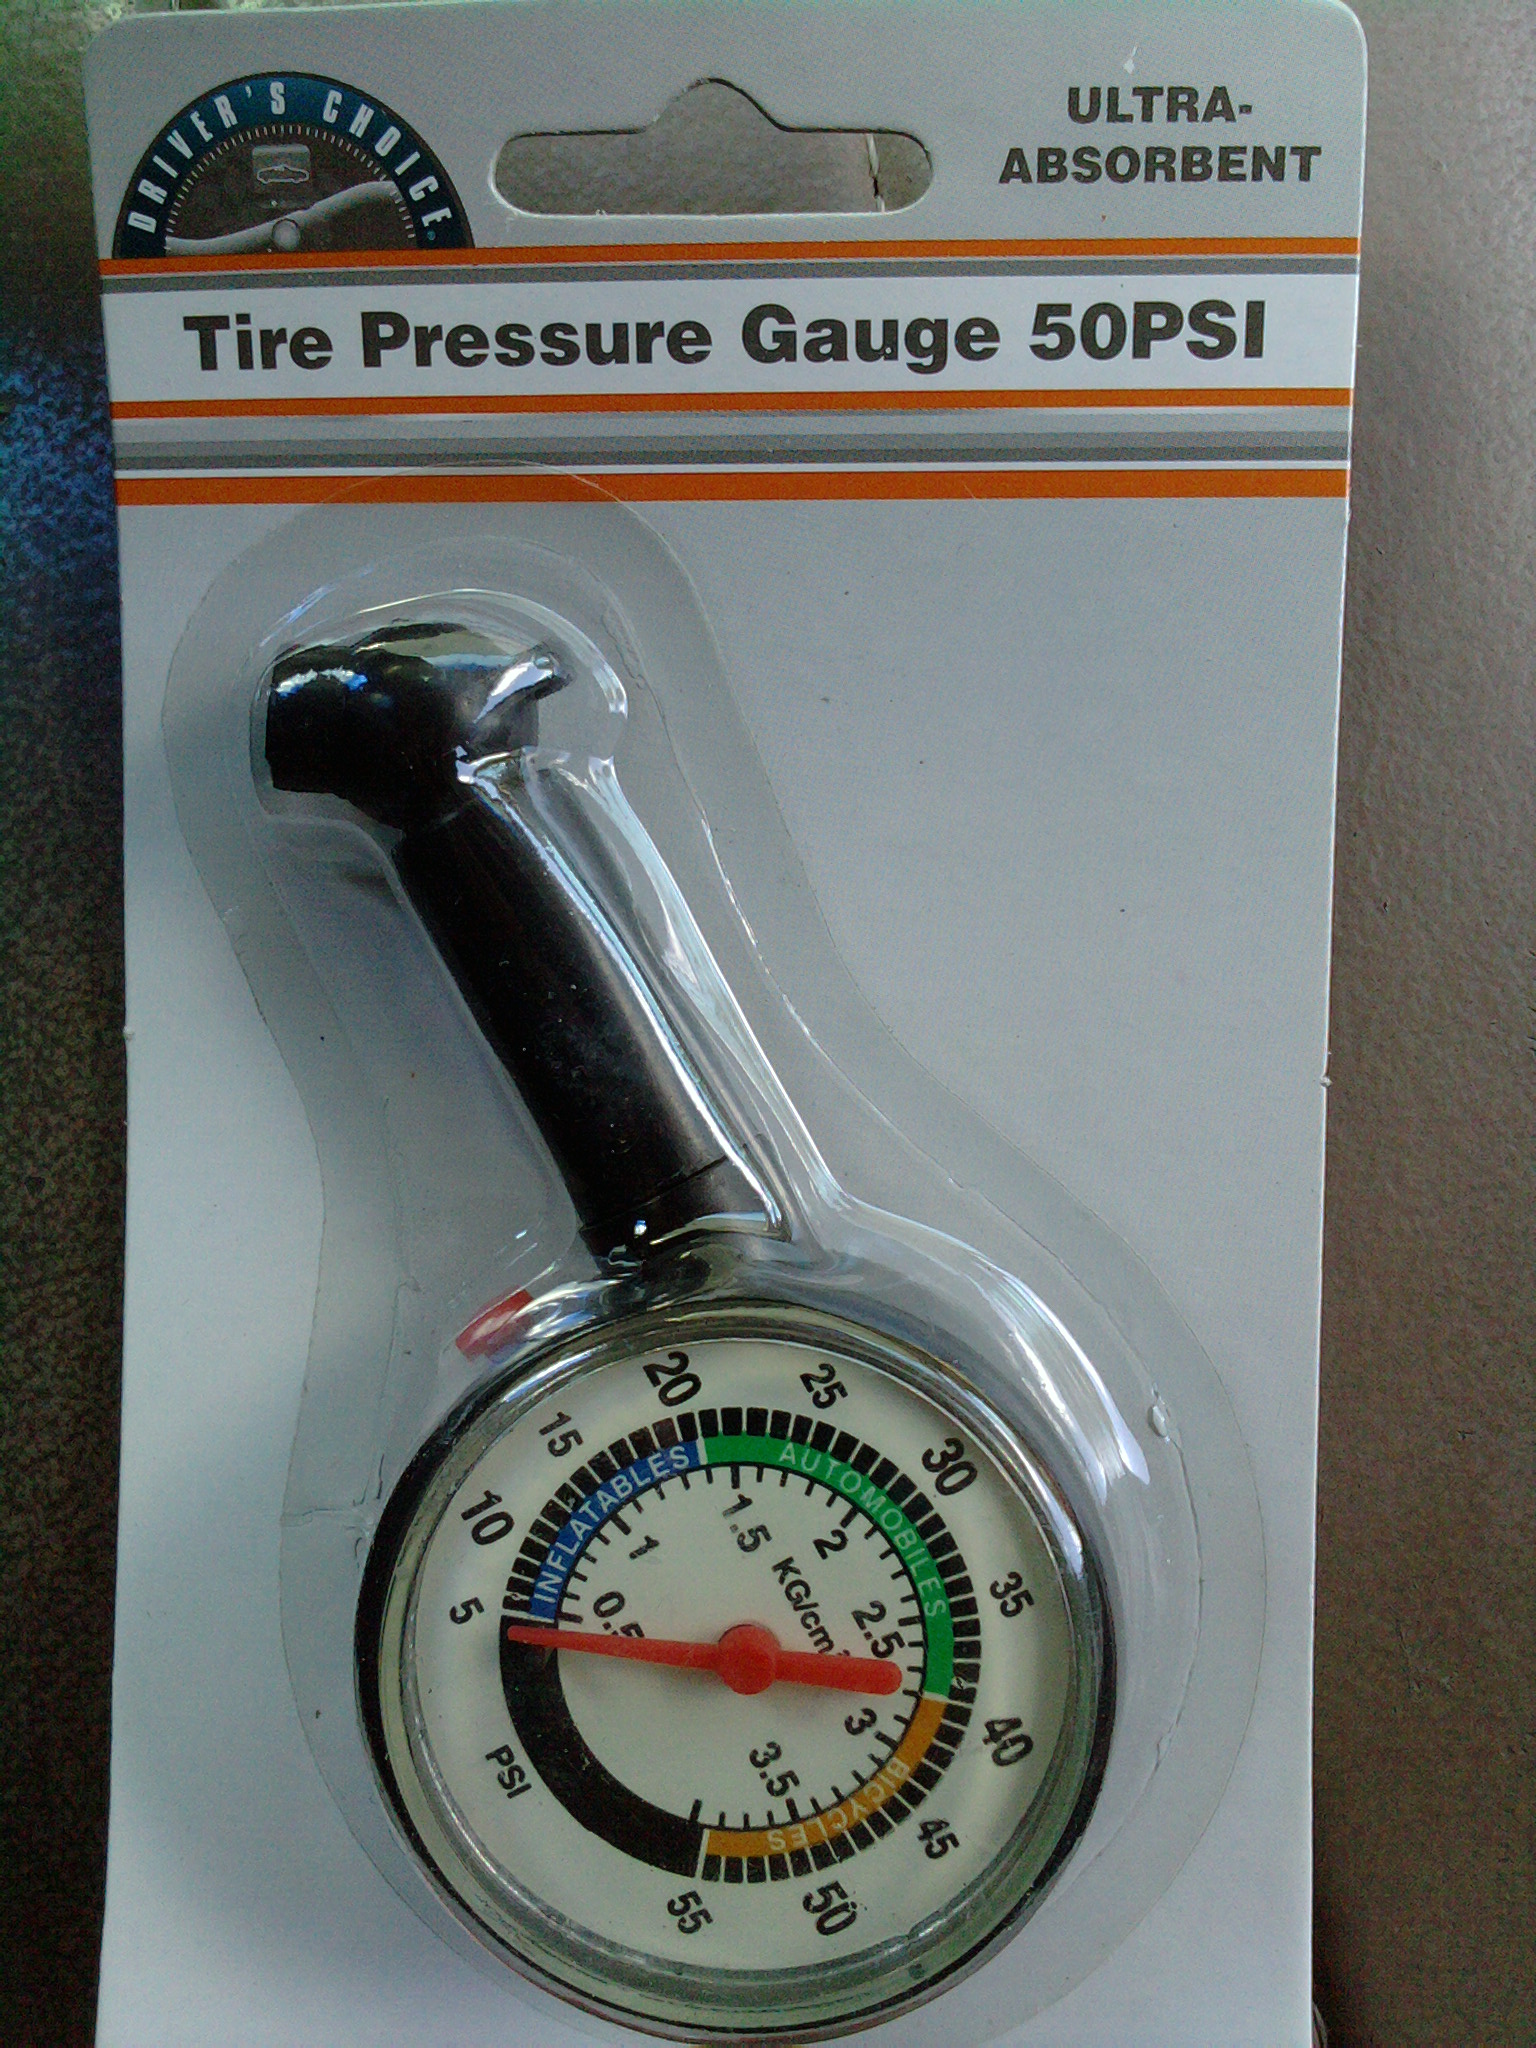 DRIVER'S CHOICE
ULTRA-
ABSORBENT
Tire Pressure Gauge 50PSI
5
10
15
20
25
30
35
40
45
50
55
PSI
INFLATABLES
AUTOMOBILES
BICYCLES
0.5
1
1.5
2
2.5
3
3.5
KG/cm²